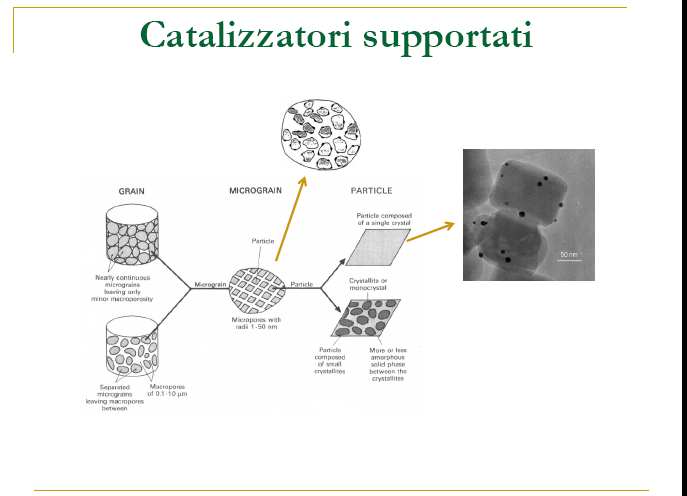 Catalizzatori supportati
GRAIN
MICROGRAIN
PARTICLE
Particle composed
of a single crystal
Particle
Nearly continuous
micrograins
leaving only
minor macroporosity
Micrograin
Particle
Crystallite or
monocrystal
50 nm
Micropores with
radii 1-50 nm
Particle
composed
of small
crystallites
More or less
amorphous
solid phase
between the
crystallites
Separated
micrograins
leaving macropores
between
Macropores
of 0.1-10 μm